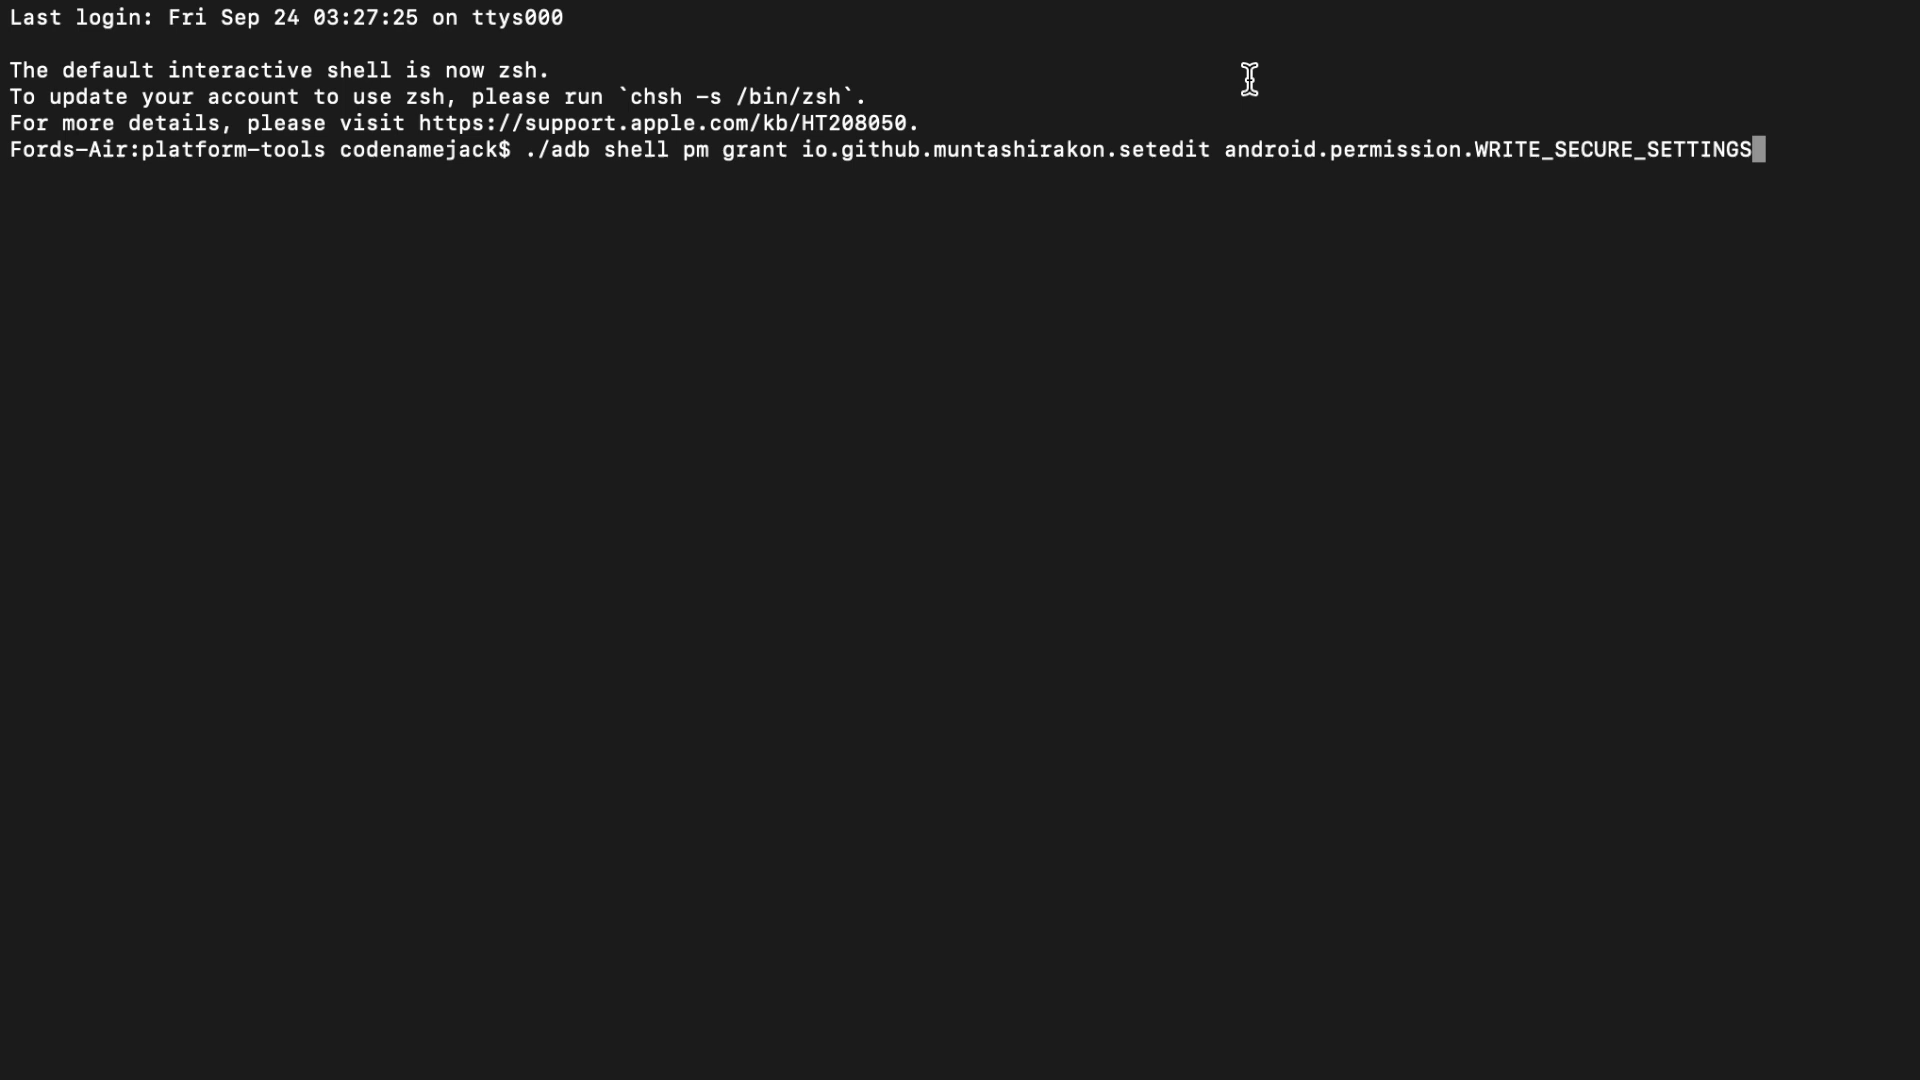 Last login: Fri Sep 24 03:27:25 on ttys000
The default interactive shell is now zsh.
To update your account to use zsh, please run `chsh -s /bin/zsh`.
For more details, please visit https://support.apple.com/kb/HT208050.
Fords-Air:platform-tools codenamejack$ ./adb shell pm grant io.github.muntashirakon.setedit android.permission.WRITE_SECURE_SETTINGS